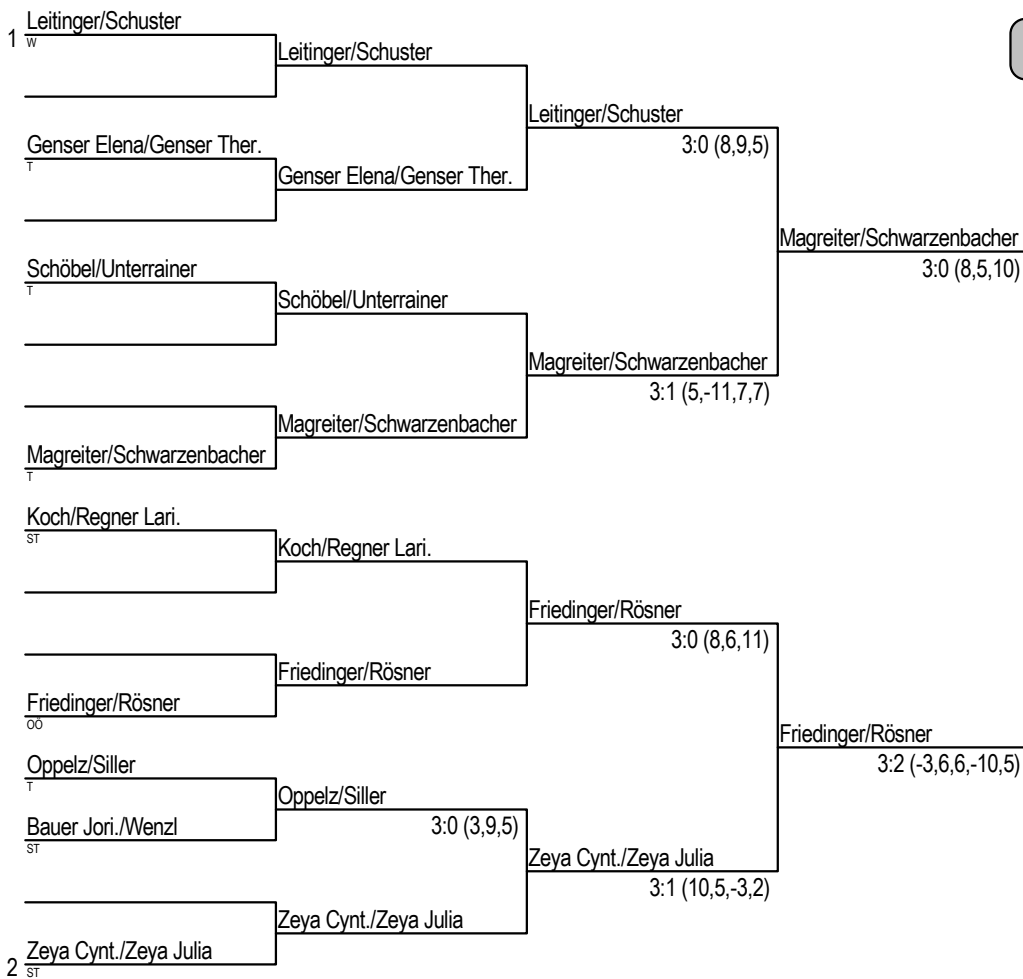 Leitinger/Schuster
1 W
Leitinger/Schuster
Leitinger/Schuster
3:0 (8,9,5)
Genser Elena/Genser Ther.
T
Genser Elena/Genser Ther.
Magreiter/Schwarzenbacher
3:0 (8,5,10)
Schöbel/Unterrainer
T
Schöbel/Unterrainer
Magreiter/Schwarzenbacher
3:1 (5,-11,7,7)
Magreiter/Schwarzenbacher
Magreiter/Schwarzenbacher
T
Koch/Regner Lari.
ST
Koch/Regner Lari.
Friedinger/Rösner
3:0 (8,6,11)
Friedinger/Rösner
Friedinger/Rösner
OÖ
Friedinger/Rösner
3:2 (-3,6,6,-10,5)
Oppelz/Siller
T
Oppelz/Siller
3:0 (3,9,5)
Bauer Jori./Wenzl
ST
Zeya Cynt./Zeya Julia
3:1 (10,5,-3,2)
Zeya Cynt./Zeya Julia
Zeya Cynt./Zeya Julia
2 ST